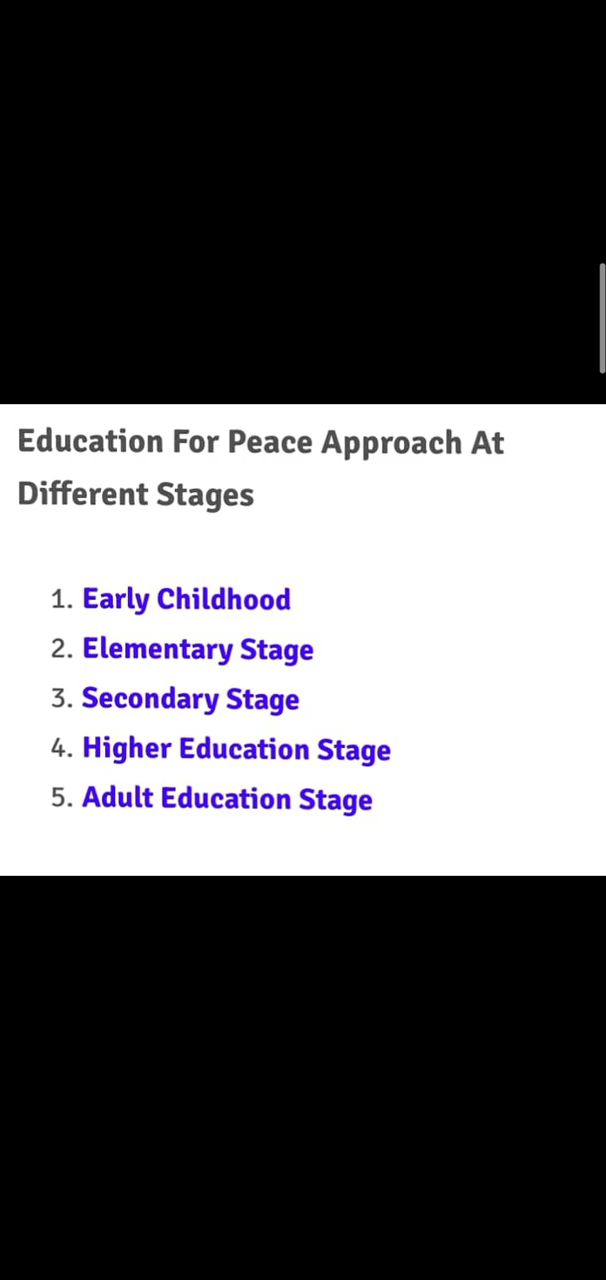 Education For Peace Approach At
Different Stages
1. Early Childhood
2. Elementary Stage
3. Secondary Stage
4. Higher Education Stage
5. Adult Education Stage